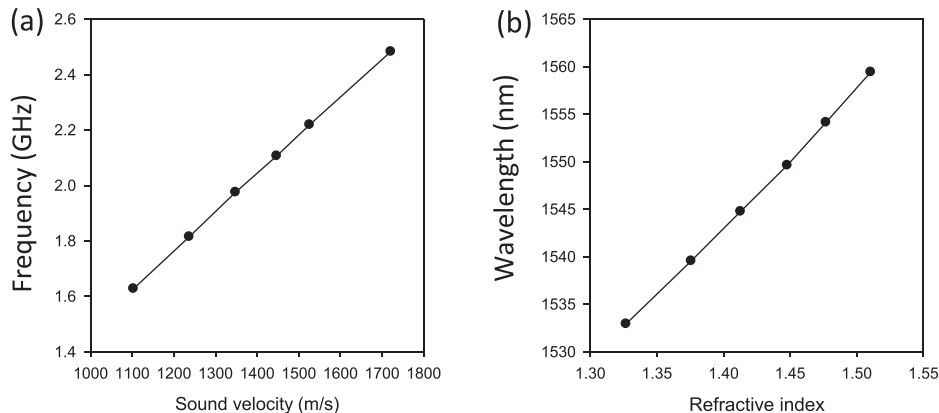 (a)
2.6
2.4
2.2
2.0
1.8
1.6
1.4
Frequency (GHz)
1000 1100 1200 1300 1400 1500 1600 1700 1800
Sound velocity (m/s)
(b)
1565
1560
1555
1550
1545
1540
1535
1530
Wavelength (nm)
1.30 1.35 1.40 1.45 1.50 1.55
Refractive index